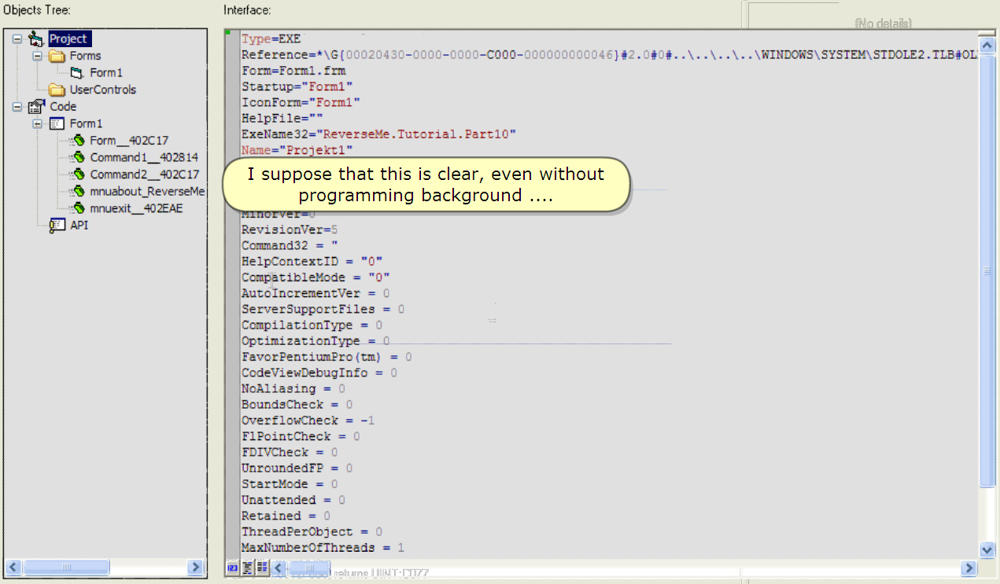 Objects Tree:
Interface:
(No details)
Project
Forms
Form1
UserControls
Code
Form1
Form__402C17
Command1__402814
Command2__402C17
mnuabout_ReverseMe
mnuexit__402EAE
API
Type=EXE
Reference=*\G{00020430-0000-0000-C000-000000000046}#2.0#0#..\..\..\..\WINDOWS\SYSTEM\STDOLE2.TLB#OL
Form=Form1.frm
Startup="Form1"
IconForm="Form1"
HelpFile=""
ExeName32="ReverseMe.Tutorial.Part10"
Name="Projekt1"
I suppose that this is clear, even without
programming background ....
MinorVer=0
RevisionVer=5
Command32 = "
HelpContextID = "0"
CompatibleMode = "0"
AutoIncrementVer = 0
ServerSupportFiles = 0
CompilationType = 0
OptimizationType = 0
FavorPentiumPro(tm) = 0
CodeViewDebugInfo = 0
NoAliasing = 0
BoundsCheck = 0
OverflowCheck = -1
FlPointCheck = 0
FDIVCheck = 0
UnroundedFP = 0
StartMode = 0
Unattended = 0
Retained = 0
ThreadPerObject = 0
MaxNumberOfThreads = 1
123
returns UINT:C077